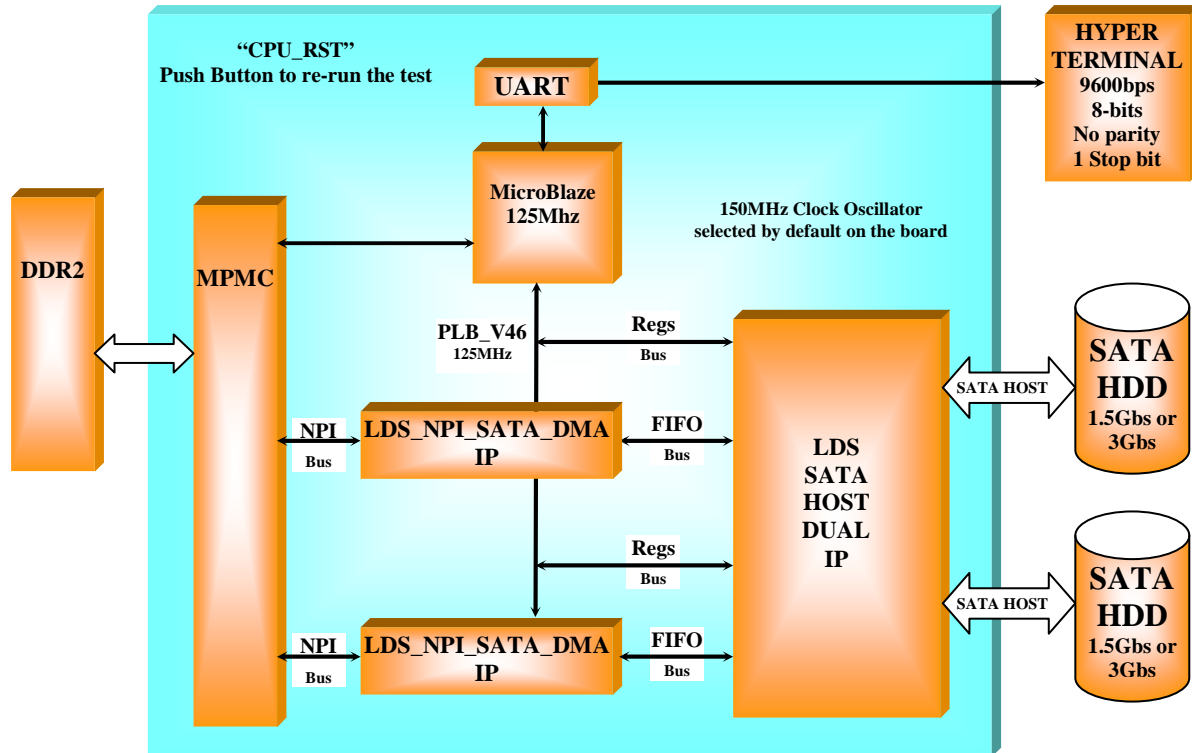 “CPU_RST”
Push Button to re-run the test
UART
HYPER
TERMINAL
9600bps
8-bits
No parity
1 Stop bit
MicroBlaze
125Mhz
150MHz Clock Oscillator
selected by default on the board
DDR2
MPMC
PLB_V46
125MHz
Regs
Bus
SATA HOST
SATA
HDD
1.5Gbs or
3Gbs
NPI
Bus
LDS_NPI_SATA_DMA
IP
FIFO
Bus
LDS
SATA
HOST
DUAL
IP
Regs
Bus
SATA HOST
SATA
HDD
1.5Gbs or
3Gbs
NPI
Bus
LDS_NPI_SATA_DMA
IP
FIFO
Bus